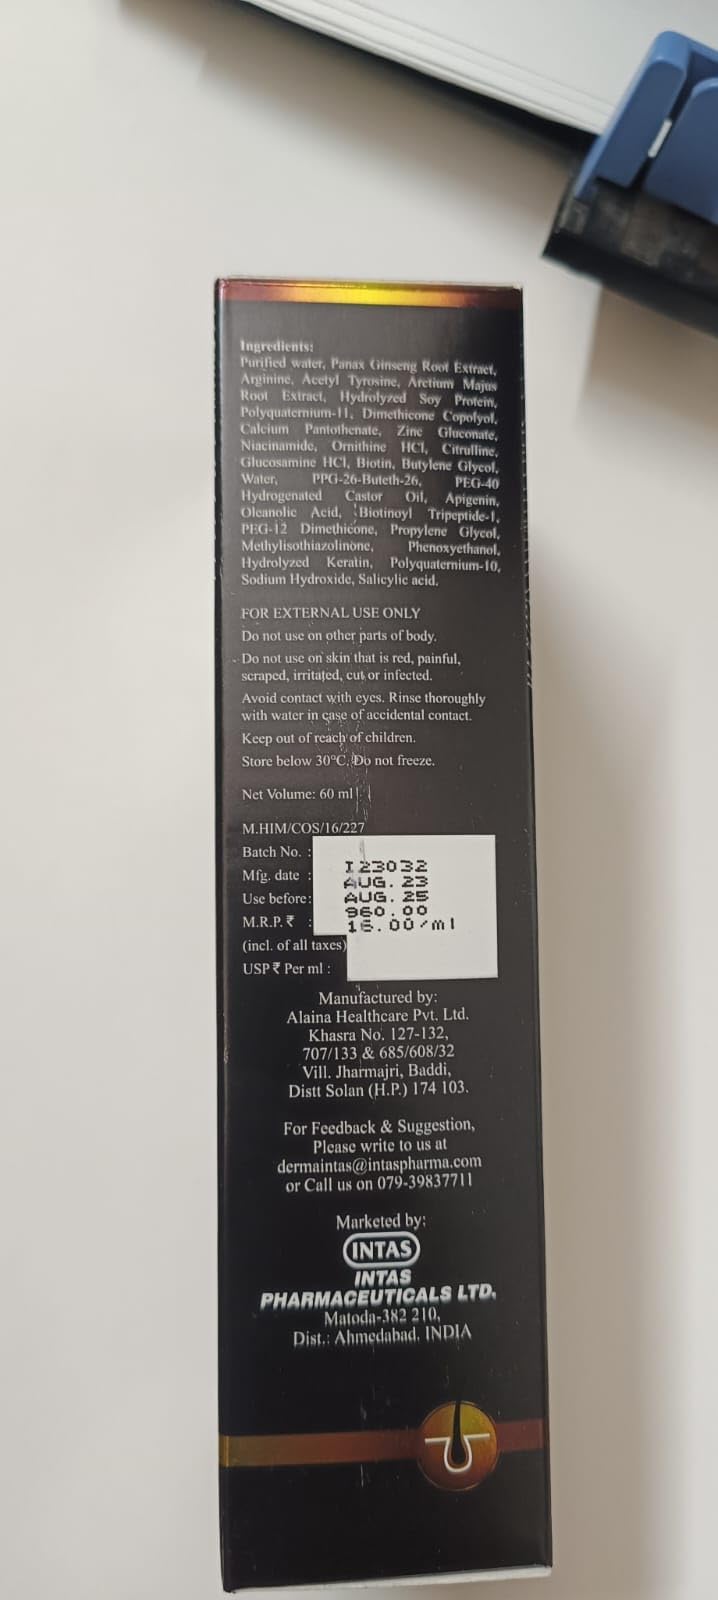 Ingredients:
Purified water, Panax Ginseng Root Extract,
Arginine, Acetyl Tyrosine, Arctium Majus
Root Extract, Hydrolyzed Soy Protein,
Polyquaternium-11, Dimethicone Copolyol,
Calcium Pantothenate, Zinc Gluconate,
Niacinamide, Ornithine HCl, Citrulline,
Glucosamine HCl, Biotin, Butylene Glycol,
Water, PPG-26-Buteth-26, PEG-40
Hydrogenated Castor Oil, Apigenin,
Oleanolic Acid, Biotinoyl Tripeptide-1,
PEG-12 Dimethicone, Propylene Glycol,
Methylisothiazolinone, Phenoxyethanol,
Hydrolyzed Keratin, Polyquaternium-10,
Sodium Hydroxide, Salicylic acid.
FOR EXTERNAL USE ONLY
Do not use on other parts of body.
Do not use on skin that is red, painful,
scraped, irritated, cut or infected.
Avoid contact with eyes. Rinse thoroughly
with water in case of accidental contact.
Keep out of reach of children.
Store below 30°C. Do not freeze.
Net Volume: 60 ml
M.HIM/COS/16/227
Batch No. : I23032
Mfg. date : AUG. 23
Use before: AUG. 25
M.R.P. ₹ : 960.00
16.00/ml
(incl. of all taxes)
USP ₹ Per ml :
Manufactured by:
Alaina Healthcare Pvt. Ltd.
Khasra No. 127-132,
707/133 & 685/608/32
Vill. Jharmajri, Baddi,
Distt Solan (H.P.) 174 103.
For Feedback & Suggestion,
Please write to us at
dermaintas@intaspharma.com
or Call us on 079-39837711
Marketed by:
INTAS
INTAS
PHARMACEUTICALS LTD.
Matoda-382 210,
Dist.: Ahmedabad. INDIA